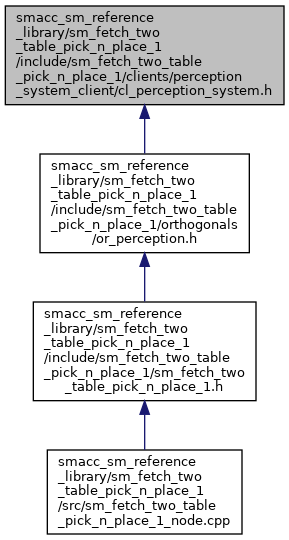 smacc_sm_reference
_library/sm_fetch_two
_table_pick_n_place_1
/include/sm_fetch_two_table
_pick_n_place_1/clients/perception
_system_client/cl_perception_system.h
smacc_sm_reference
_library/sm_fetch_two
_table_pick_n_place_1
/include/sm_fetch_two_table
_pick_n_place_1/orthogonals
/or_perception.h
smacc_sm_reference
_library/sm_fetch_two
_table_pick_n_place_1
/include/sm_fetch_two_table
_pick_n_place_1/sm_fetch_two
_table_pick_n_place_1.h
smacc_sm_reference
_library/sm_fetch_two
_table_pick_n_place_1
/src/sm_fetch_two_table
_pick_n_place_1_node.cpp